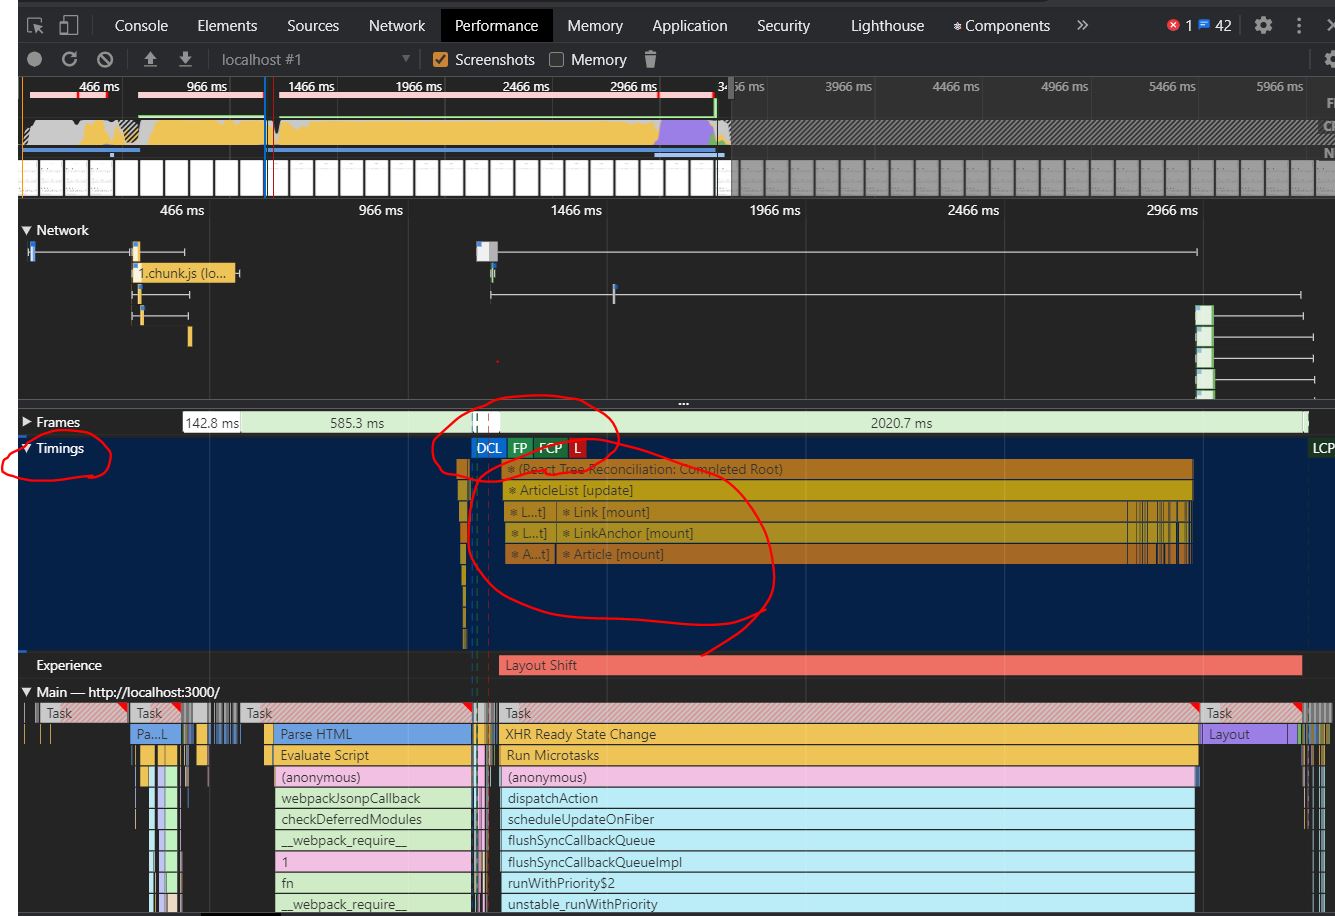 Console Elements Sources Network Performance Memory Application Security Lighthouse ⚛ Components » 1 42
localhost #1 Screenshots Memory
466 ms 966 ms 1466 ms 1966 ms 2466 ms 2966 ms 3466 ms 3966 ms 4466 ms 4966 ms 5466 ms 5966 ms
466 ms 966 ms 1466 ms 1966 ms 2466 ms 2966 ms
Network
1.chunk.js (lo...
...
Frames 142.8 ms 585.3 ms 2020.7 ms
Timings DCL FP FCP L LCP
⚛ (React Tree Reconciliation: Completed Root)
⚛ ArticleList [update]
⚛ L...t] ⚛ Link [mount]
⚛ L...t] ⚛ LinkAnchor [mount]
⚛ A...t] ⚛ Article [mount]
Experience Layout Shift
Main — http://localhost:3000/
Task Task Task Task Task
Pa...L Parse HTML XHR Ready State Change Layout
Evaluate Script Run Microtasks
(anonymous) (anonymous)
webpackJsonpCallback dispatchAction
checkDeferredModules scheduleUpdateOnFiber
__webpack_require__ flushSyncCallbackQueue
1 flushSyncCallbackQueueImpl
fn runWithPriority$2
__webpack_require__ unstable_runWithPriority